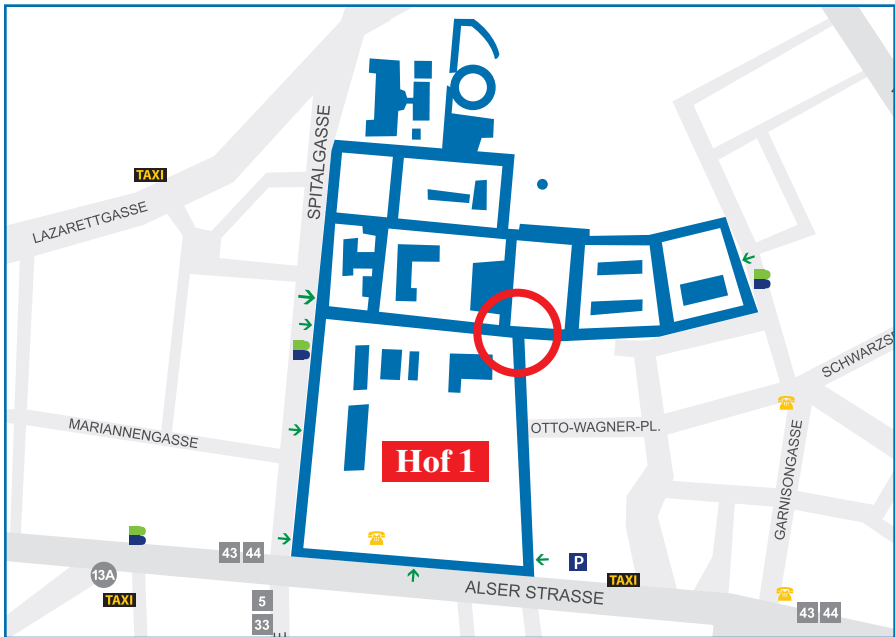 TAXI
SPITALGASSE
LAZARETTGASSE
SCHWARZS
MARIANNENGASSE
OTTO-WAGNER-PL.
GARNISONGASSE
Hof 1
43 44
13A
P
TAXI
ALSER STRASSE
TAXI
5
33
43 44